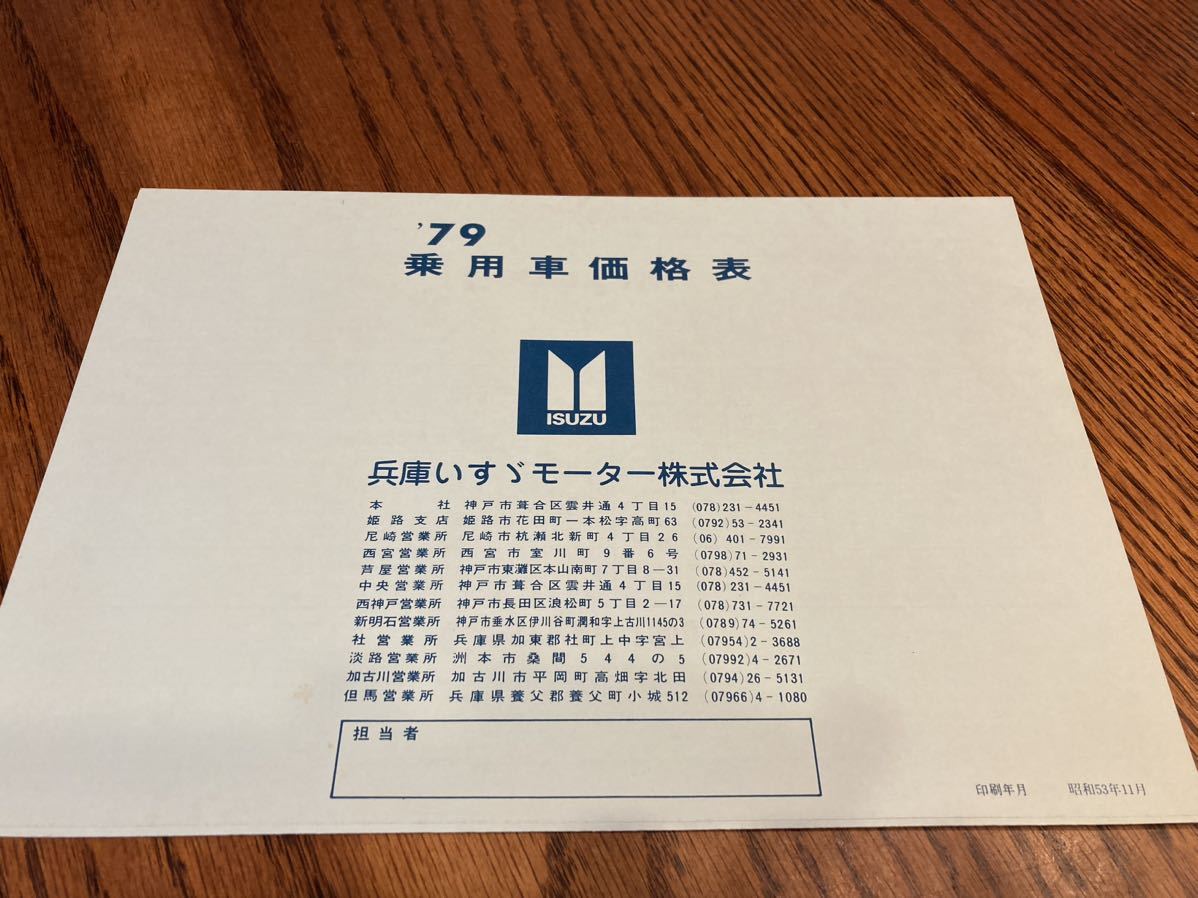 '79
乗用車価格表
ISUZU
兵庫いすゞモーター株式会社
本社 神戸市葺合区雲井通4丁目15 (078)231-4451
姫路支店 姫路市花田町一本松字高町63 (0792)53-2341
尼崎営業所 尼崎市杭瀬北新町4丁目26 (06)401-7991
西宮営業所 西宮市室川町9番6号 (0798)71-2931
芦屋営業所 神戸市東灘区本山南町7丁目8-31 (078)452-5141
中央営業所 神戸市葺合区雲井通4丁目15 (078)231-4451
西神戸営業所 神戸市長田区浪松町5丁目2-17 (078)731-7721
新明石営業所 神戸市垂水区伊川谷町潤和字上古川1145の3 (0789)74-5261
社営業所 兵庫県加東郡社町上中字宮上 (07954)2-3688
淡路営業所 洲本市桑間544の5 (07992)4-2671
加古川営業所 加古川市平岡町高畑字北田 (0794)26-5131
但馬営業所 兵庫県養父郡養父町小城512 (07966)4-1080
担当者
印刷年月 昭和53年11月